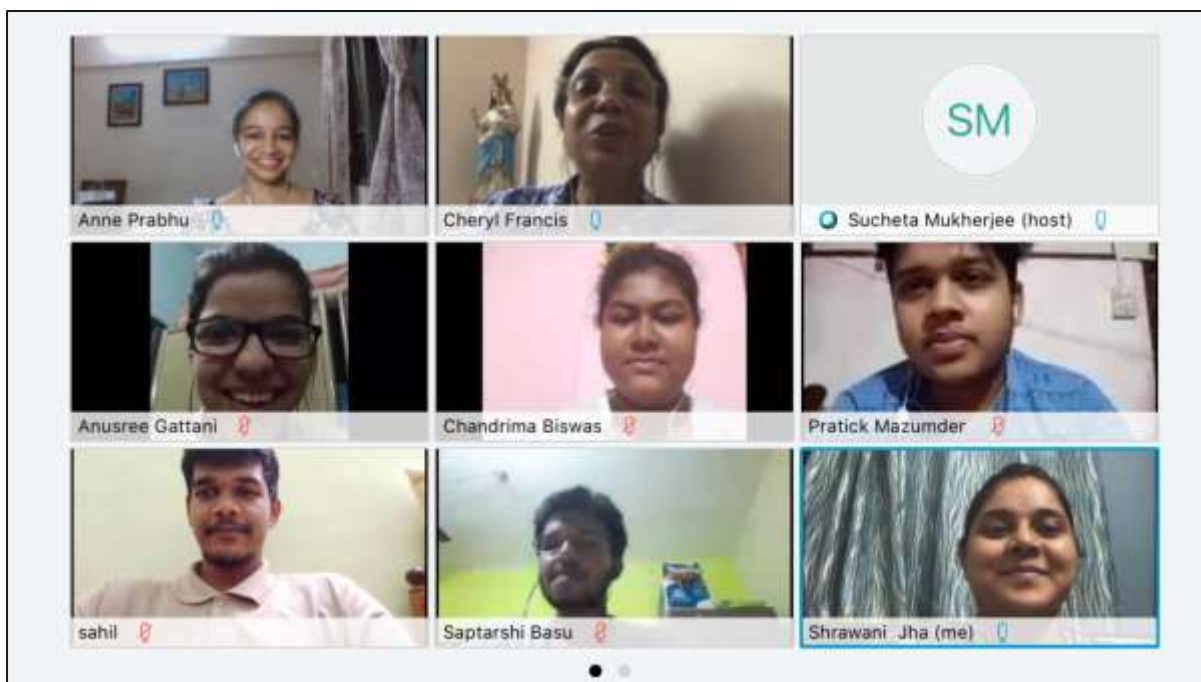 Anne Prabhu
Cheryl Francis
SM
Sucheta Mukherjee (host)
Anusree Gattani
Chandrima Biswas
Pratick Mazumder
sahil
Saptarshi Basu
Shrawani Jha (me)